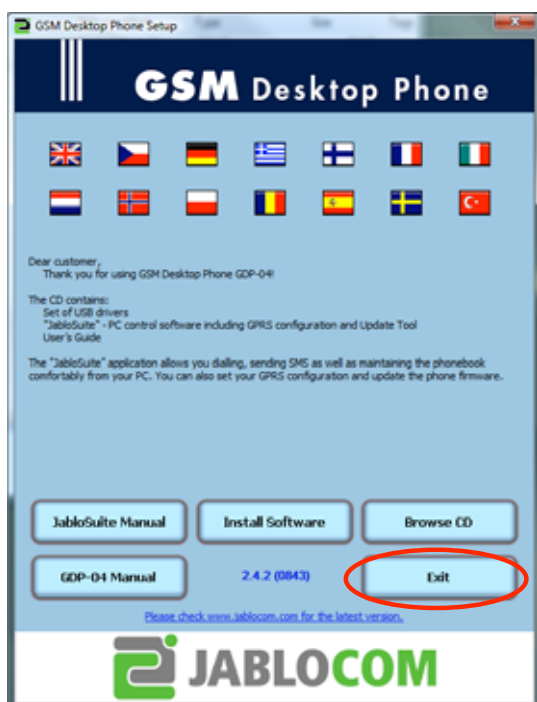 GSM Desktop Phone Setup
GSM Desktop Phone
Dear customer,
Thank you for using GSM Desktop Phone GDP-04!
The CD contains:
Set of USB drivers
"JabloSuite" - PC control software including GPRS configuration and Update Tool
User's Guide
The "JabloSuite" application allows you dialling, sending SMS as well as maintaining the phonebook
comfortably from your PC. You can also set your GPRS configuration and update the phone firmware.
JabloSuite Manual
Install Software
Browse CD
GDP-04 Manual
2.4.2 (0843)
Exit
Please check www.jablocom.com for the latest version.
JABLOCOM